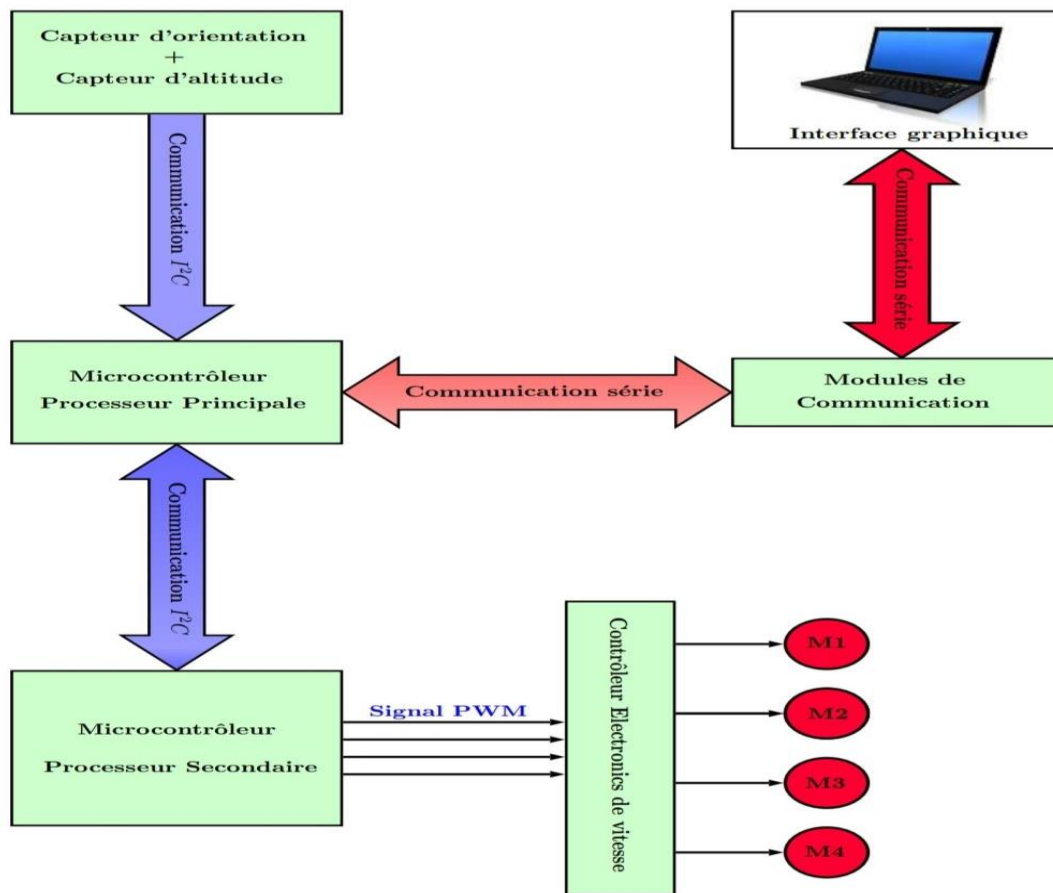 Capteur d'orientation
+
Capteur d'altitude
Interface graphique
Communication I²C
Communication série
Microcontrôleur
Processeur Principale
Communication série
Modules de
Communication
Communication I²C
Microcontrôleur
Processeur Secondaire
Signal PWM
Contrôleur Electronics de vitesse
M1
M2
M3
M4